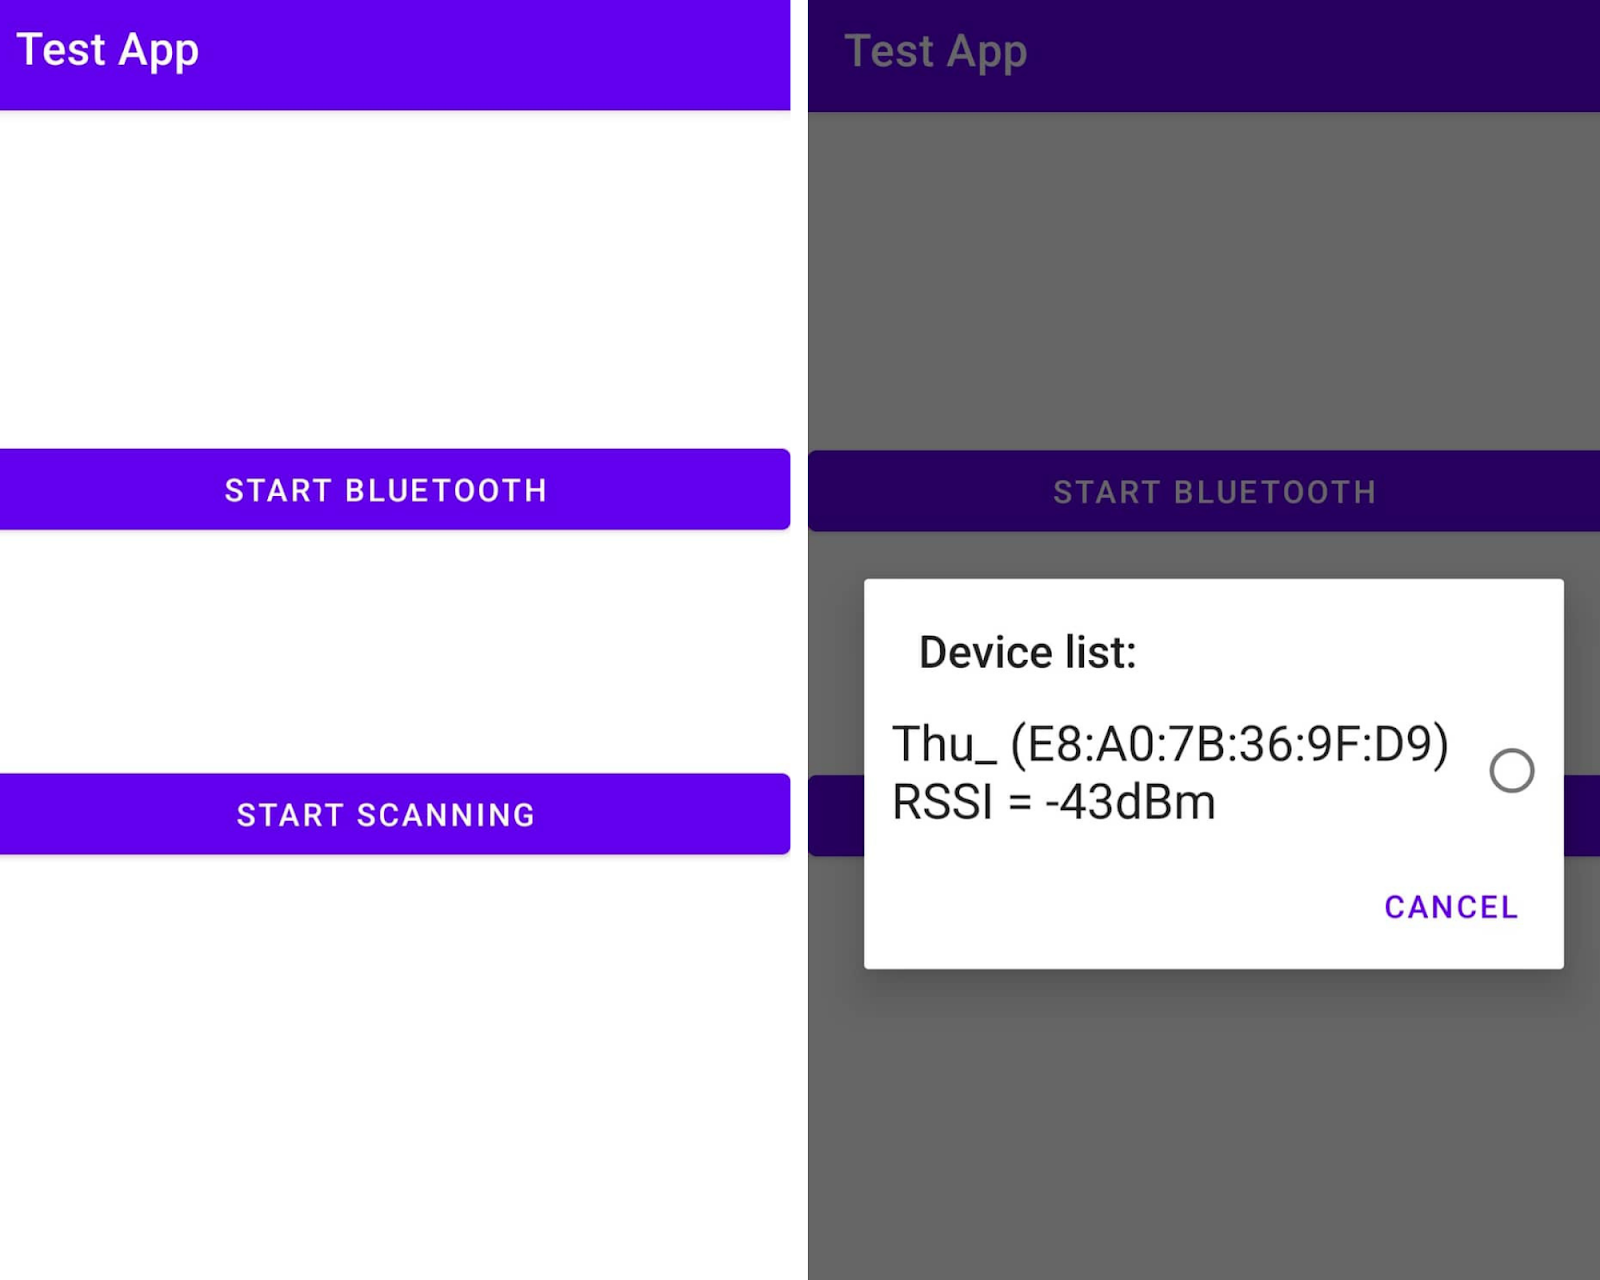 Test App
START BLUETOOTH
START SCANNING
Test App
START BLUETOOTH
Device list:
Thu_ (E8:A0:7B:36:9F:D9)
RSSI = -43dBm
CANCEL